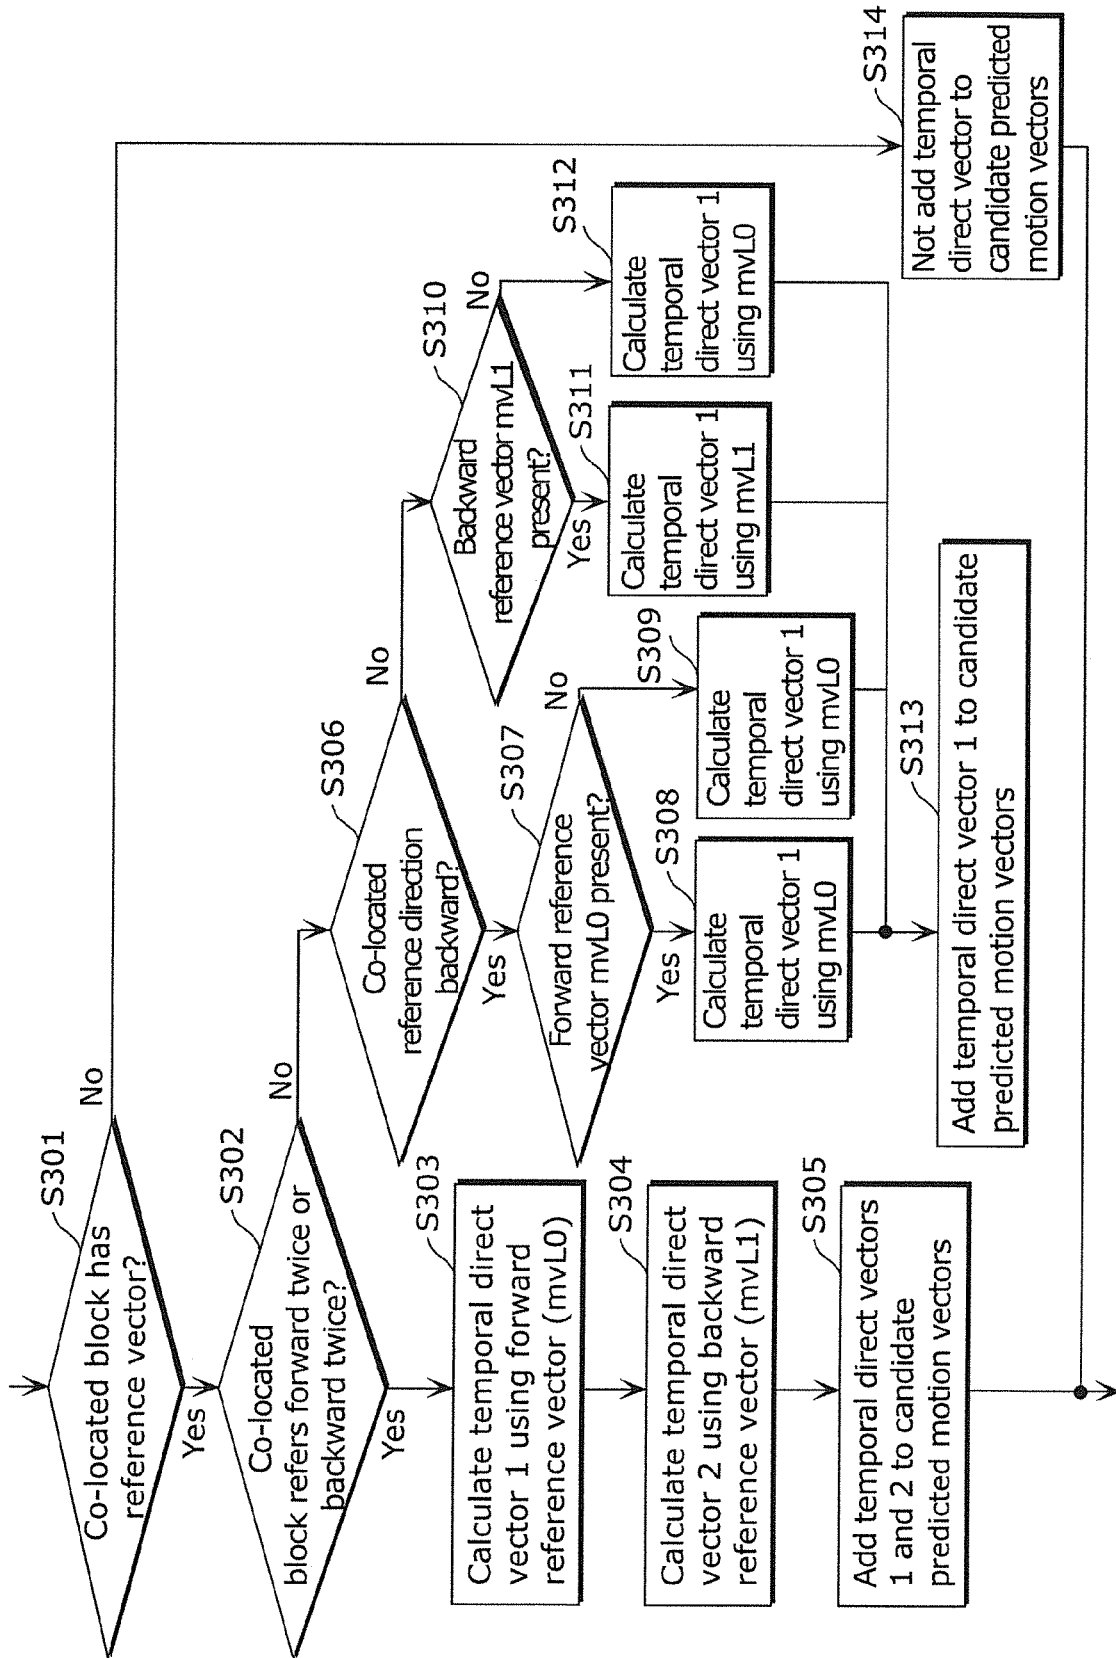 S301
Co-located block has
reference vector?
No
Yes
S302
Co-located
block refers forward twice or
backward twice?
No
Yes
S303
Calculate temporal direct
vector 1 using forward
reference vector (mvL0)
S304
Calculate temporal direct
vector 2 using backward
reference vector (mvL1)
S305
Add temporal direct vectors
1 and 2 to candidate
predicted motion vectors
S306
Co-located
reference direction
backward?
No
Yes
S307
Forward reference
vector mvL0 present?
No
Yes
S308
Calculate
temporal
direct vector 1
using mvL0
S309
Calculate
temporal
direct vector 1
using mvL0
S310
Backward
reference vector mvL1
present?
No
Yes
S311
Calculate
temporal
direct vector 1
using mvL1
S312
Calculate
temporal
direct vector 1
using mvL0
S313
Add temporal direct vector 1 to candidate
predicted motion vectors
S314
Not add temporal
direct vector to
candidate predicted
motion vectors